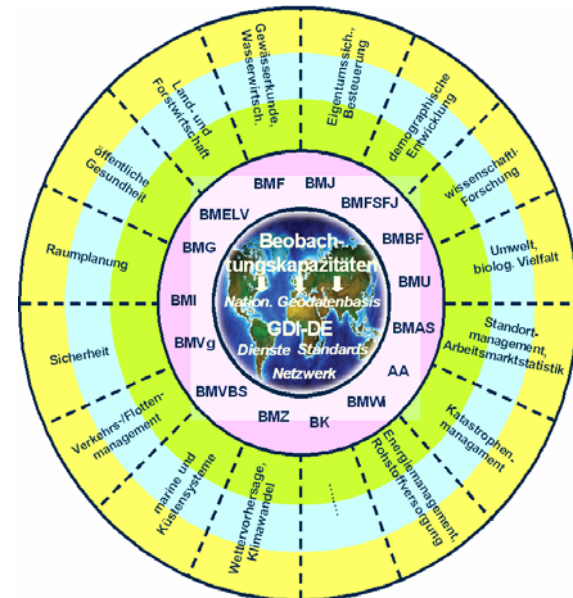 Gewässerkunde,
Wasserwirtsch.
Eigentumssich.,
Besteuerung
demographische
Entwicklung
wissenschaftl.
Forschung
Umwelt,
biolog. Vielfalt
Standort-
management,
Arbeitsmarktstatistik
Katastrophen-
managament
Energiemanagement,
Rohstoffversorgung
.......
Wettervorhersage,
Klimawandel
marine und
Küstensysteme
Verkehrs-/Flotten-
management
Sicherheit
Raumplanung
öffentliche
Gesundheit
Land- und
Forstwirtschaft
BMF
BMJ
BMFSFJ
BMBF
BMU
BMAS
AA
BMWi
BK
BMZ
BMVBS
BMVg
BMI
BMG
BMELV
Beobach-
tungskapazitäten
Nation. Geodatenbasis
GDI-DE
Dienste Standards
Netzwerk